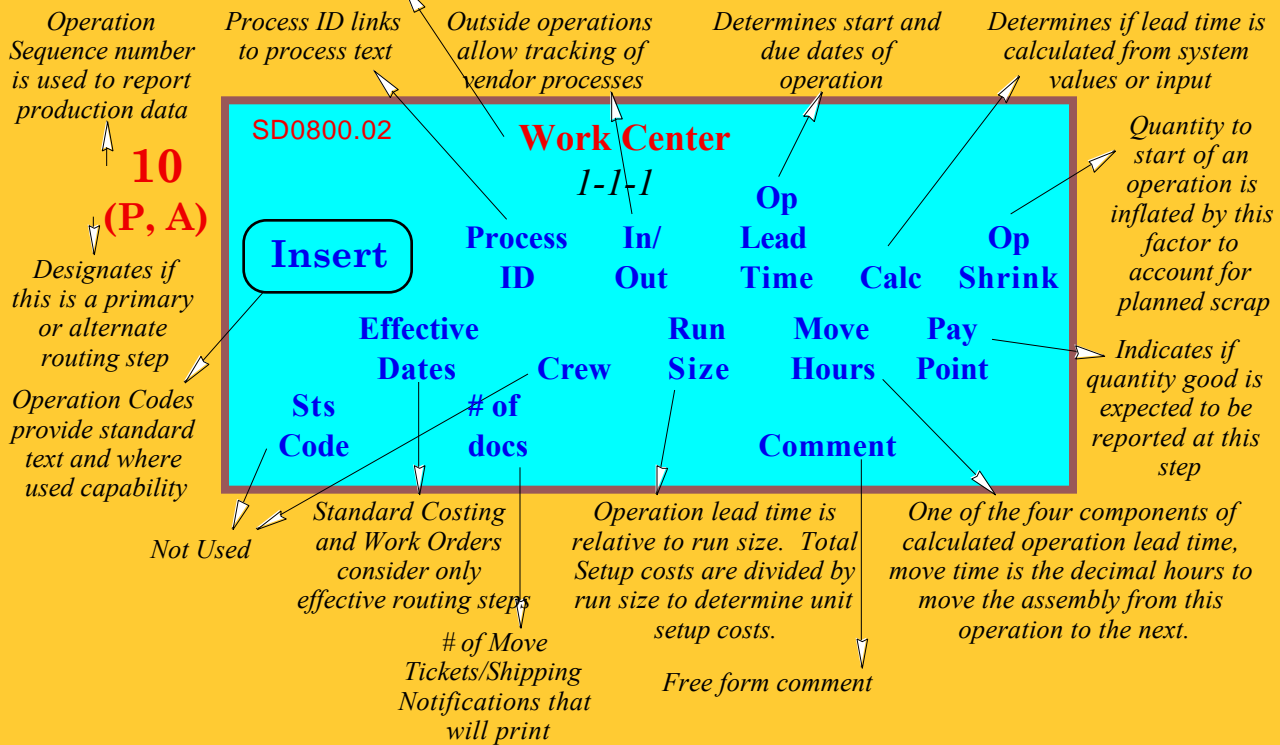 Operation
Sequence number
is used to report
production data
Process ID links
to process text
Outside operations
allow tracking of
vendor processes
Determines start and
due dates of
operation
Determines if lead time is
calculated from system
values or input
10
(P, A)
Designates if
this is a primary
or alternate
routing step
Operation Codes
provide standard
text and where
used capability
SD0800.02
Work Center
1-1-1
Insert
Process
ID
In/
Out
Op
Lead
Time
Calc
Op
Shrink
Effective
Dates
Crew
Run
Size
Move
Hours
Pay
Point
Sts
Code
# of
docs
Comment
Quantity to
start of an
operation is
inflated by this
factor to
account for
planned scrap
Indicates if
quantity good is
expected to be
reported at this
step
Not Used
Standard Costing
and Work Orders
consider only
effective routing steps
# of Move
Tickets/Shipping
Notifications that
will print
Operation lead time is
relative to run size. Total
Setup costs are divided by
run size to determine unit
setup costs.
Free form comment
One of the four components of
calculated operation lead time,
move time is the decimal hours to
move the assembly from this
operation to the next.